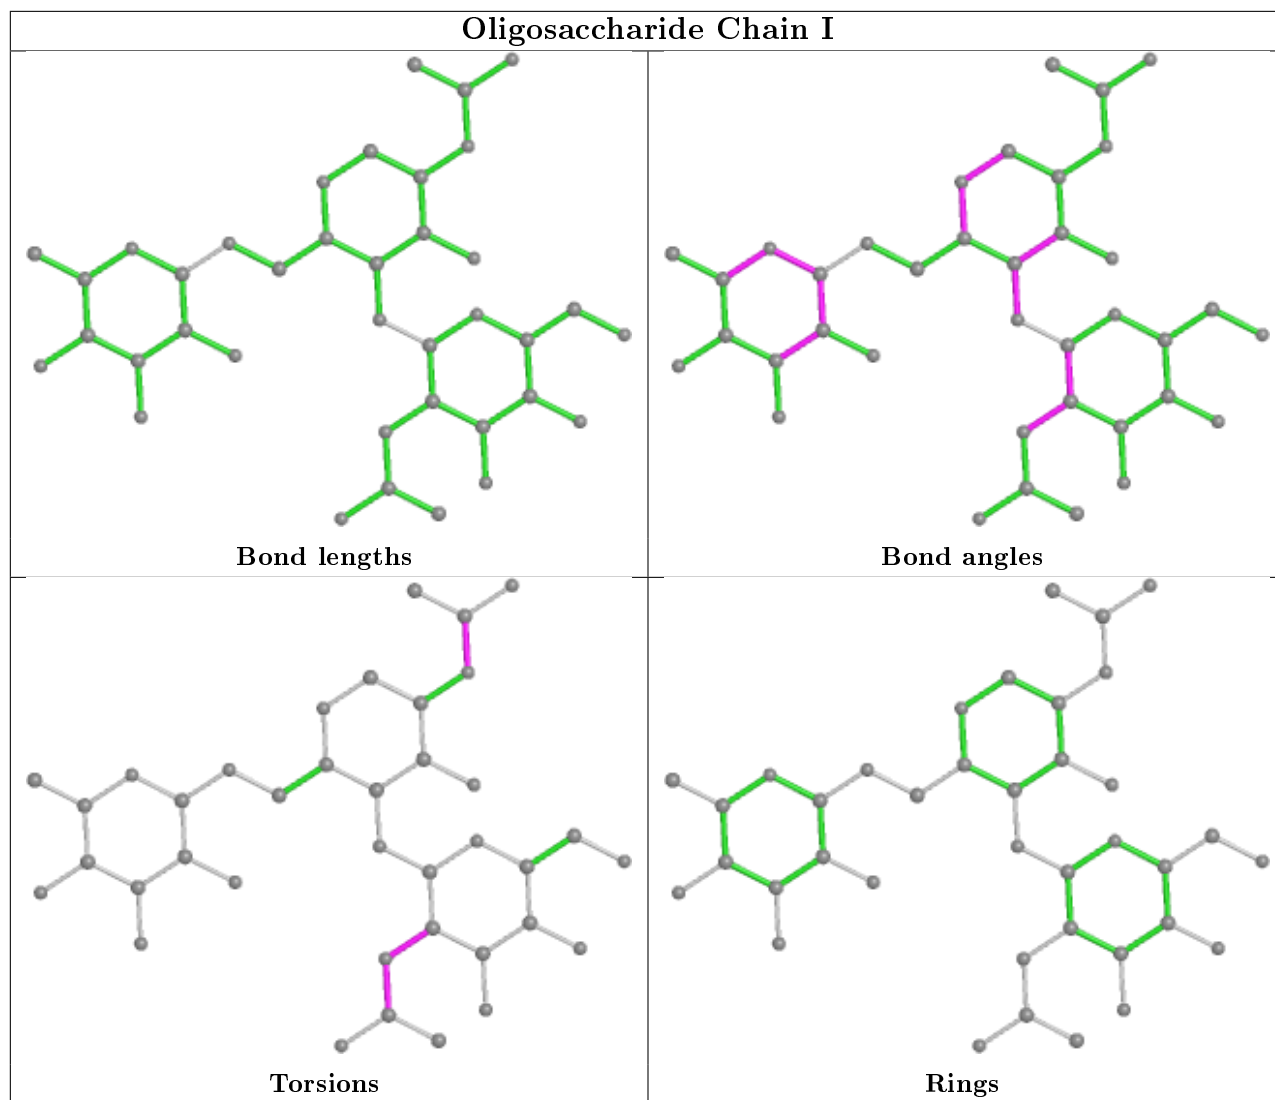 Oligosaccharide Chain I
Bond lengths
Bond angles
Torsions
Rings